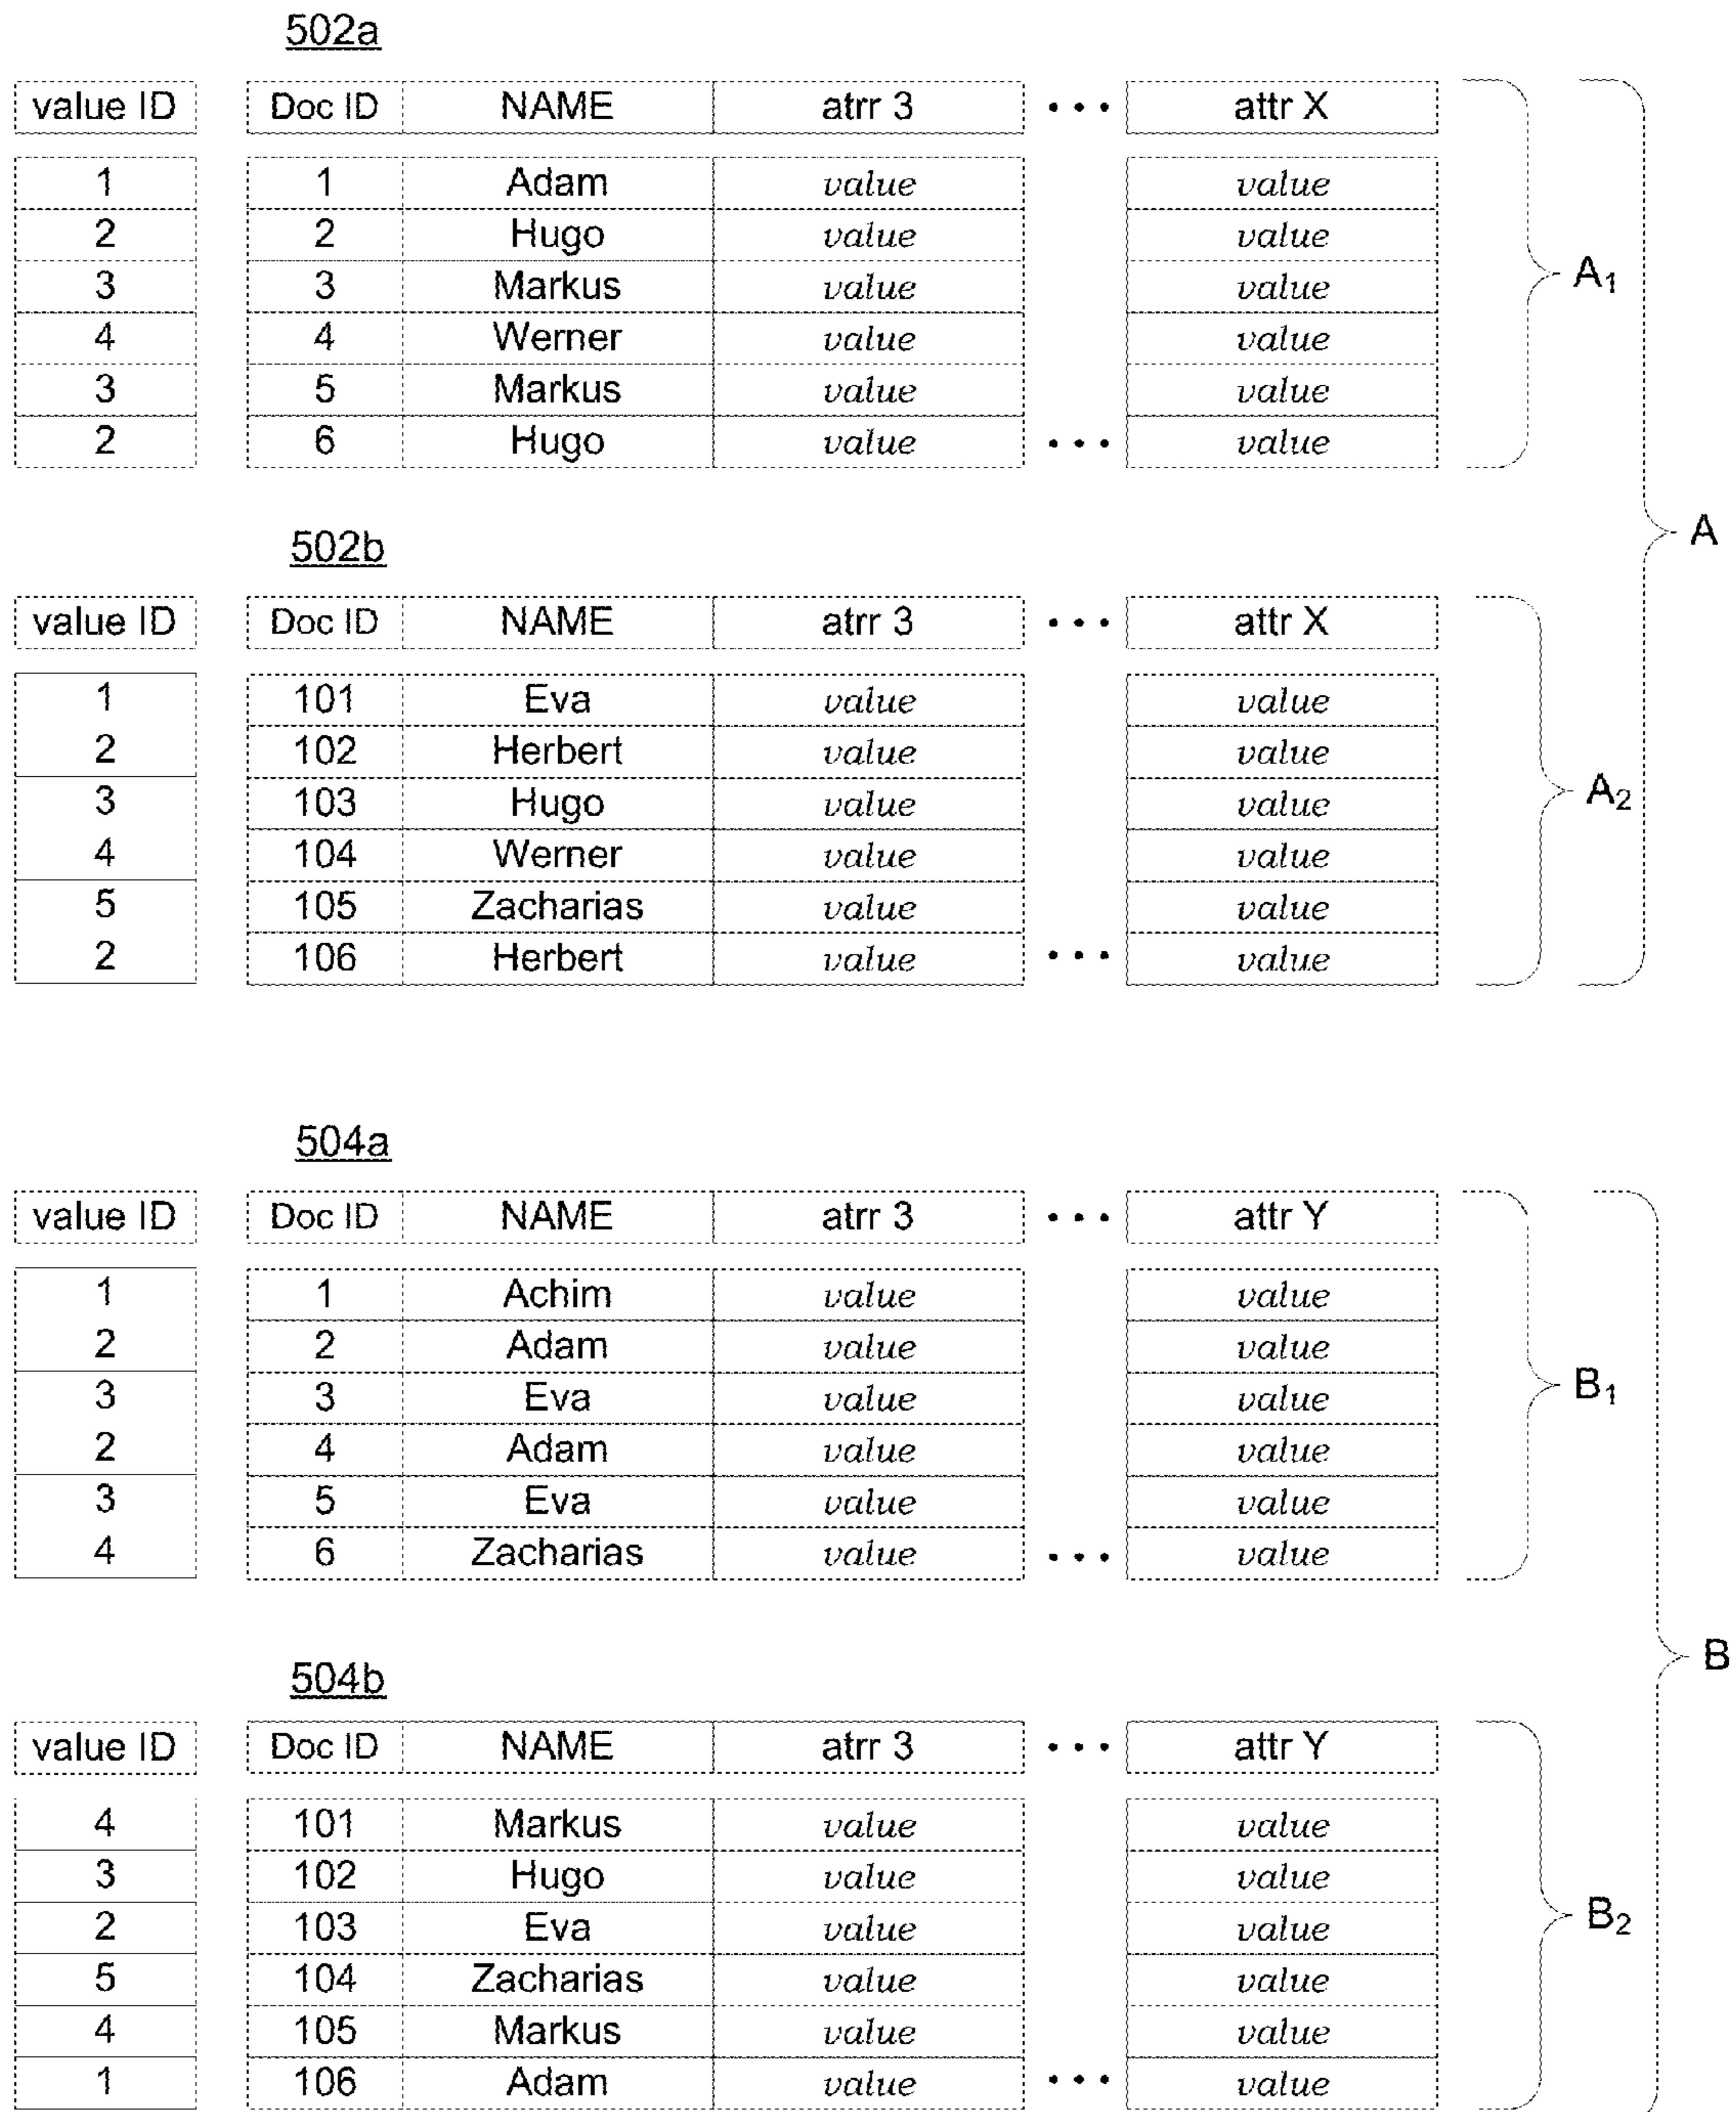 502a
value ID Doc ID NAME atrr 3 • • • attr X
1 1 Adam value value
2 2 Hugo value value
3 3 Markus value value A1
4 4 Werner value value
3 5 Markus value value
2 6 Hugo value • • • value
A
502b
value ID Doc ID NAME atrr 3 • • • attr X
1 101 Eva value value
2 102 Herbert value value
3 103 Hugo value value A2
4 104 Werner value value
5 105 Zacharias value value
2 106 Herbert value • • • value
504a
value ID Doc ID NAME atrr 3 • • • attr Y
1 1 Achim value value
2 2 Adam value value
3 3 Eva value value B1
2 4 Adam value value
3 5 Eva value value
4 6 Zacharias value • • • value
B
504b
value ID Doc ID NAME atrr 3 • • • attr Y
4 101 Markus value value
3 102 Hugo value value
2 103 Eva value value B2
5 104 Zacharias value value
4 105 Markus value value
1 106 Adam value • • • value